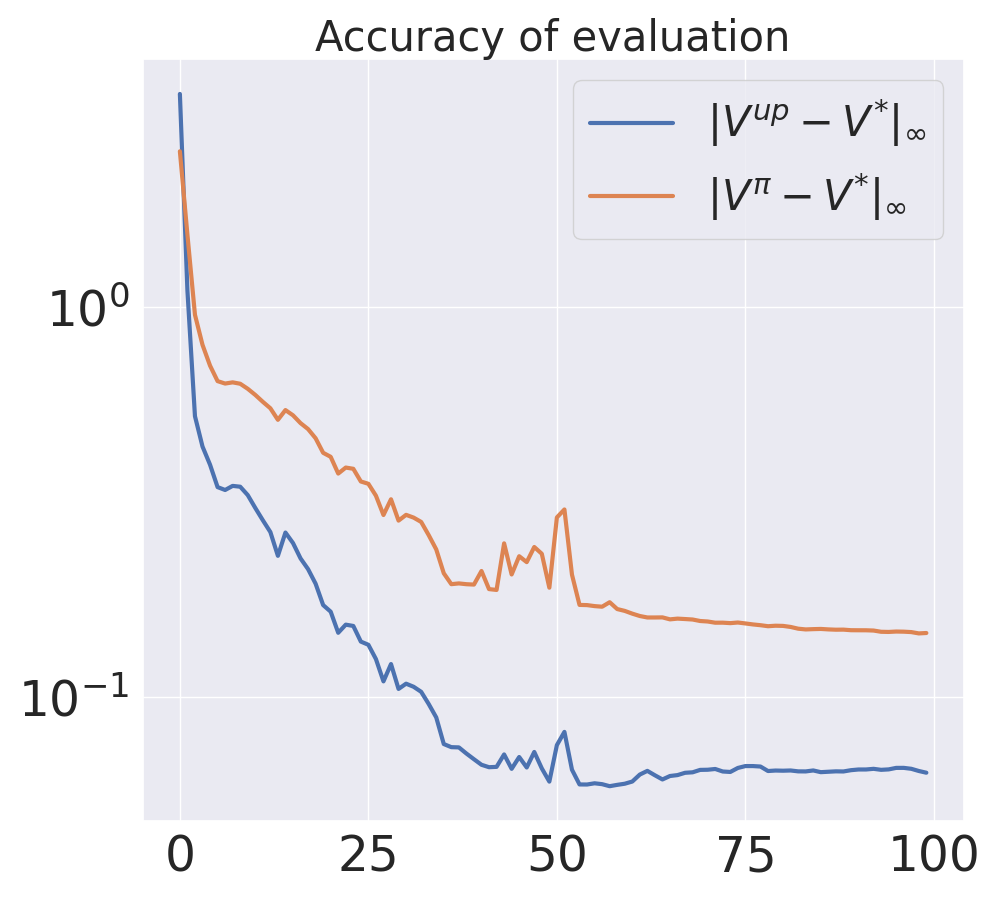 Accuracy of evaluation
|V^{up} − V^*|_∞
|V^π − V^*|_∞
10^0
10^{−1}
0 25 50 75 100